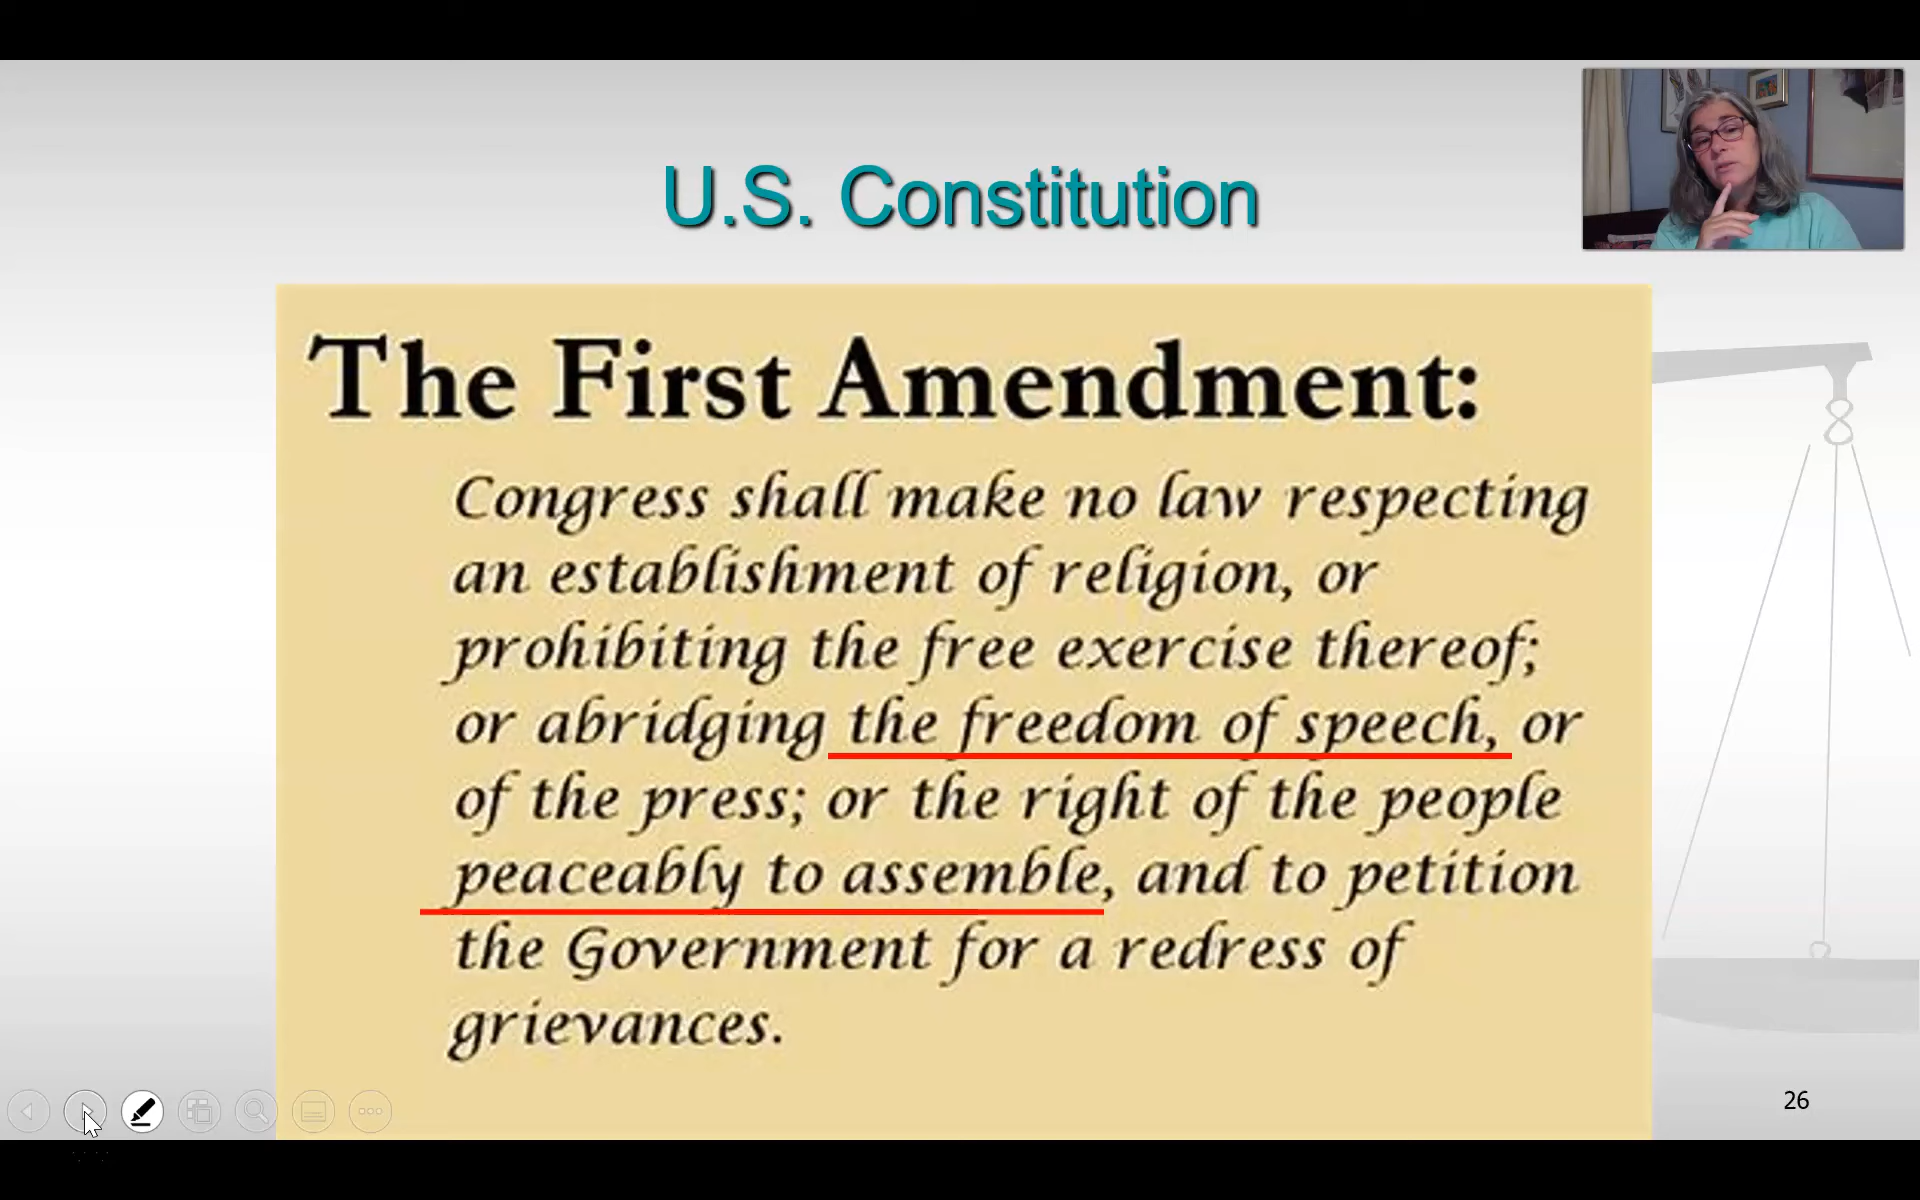 U.S. Constitution
The First Amendment:
Congress shall make no law respecting
an establishment of religion, or
prohibiting the free exercise thereof;
or abridging the freedom of speech, or
of the press; or the right of the people
peaceably to assemble, and to petition
the Government for a redress of
grievances.
26